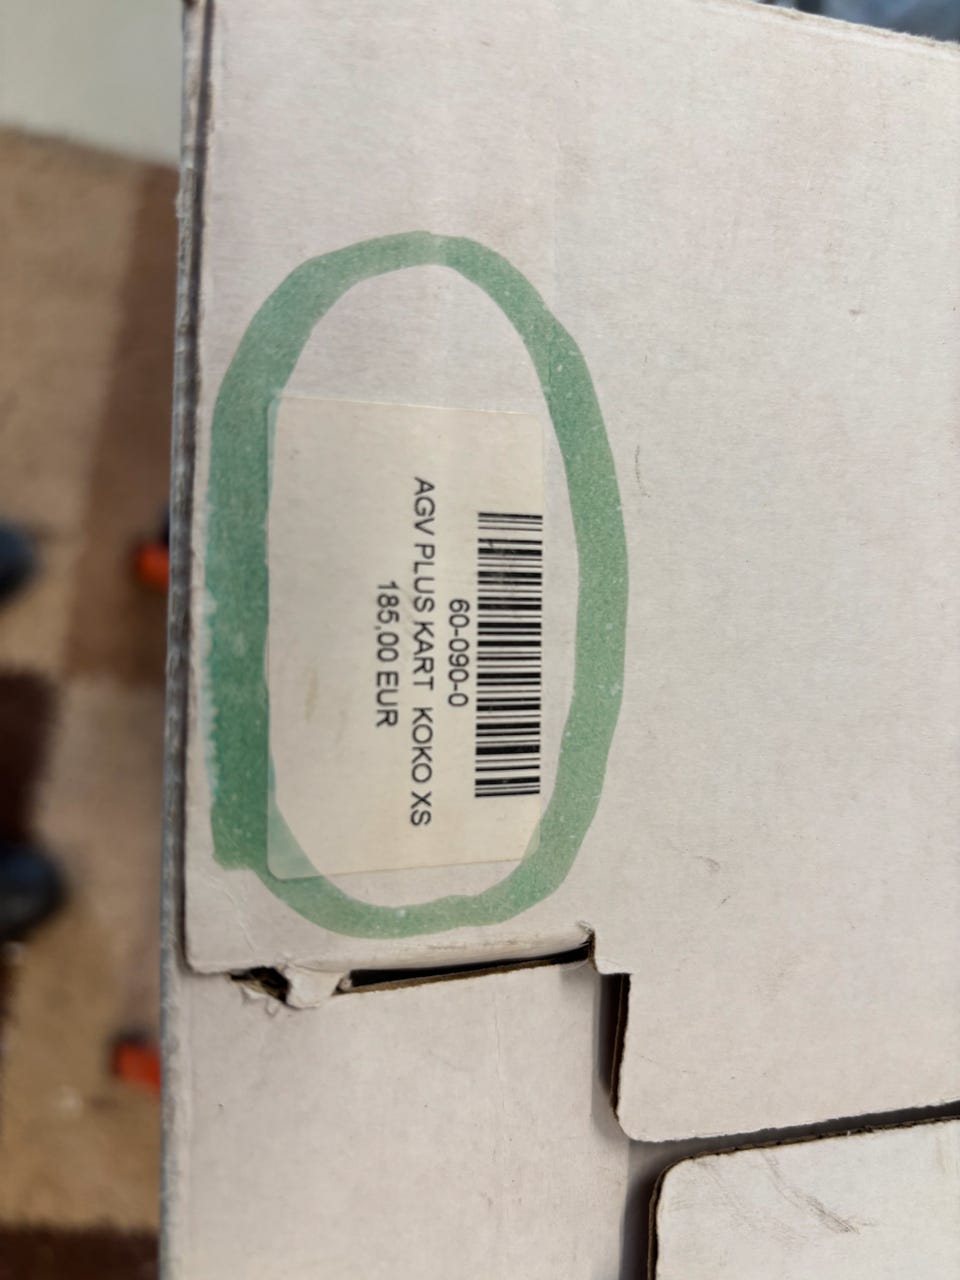 60-090-0
AGV PLUS KART KOKO XS
185,00 EUR